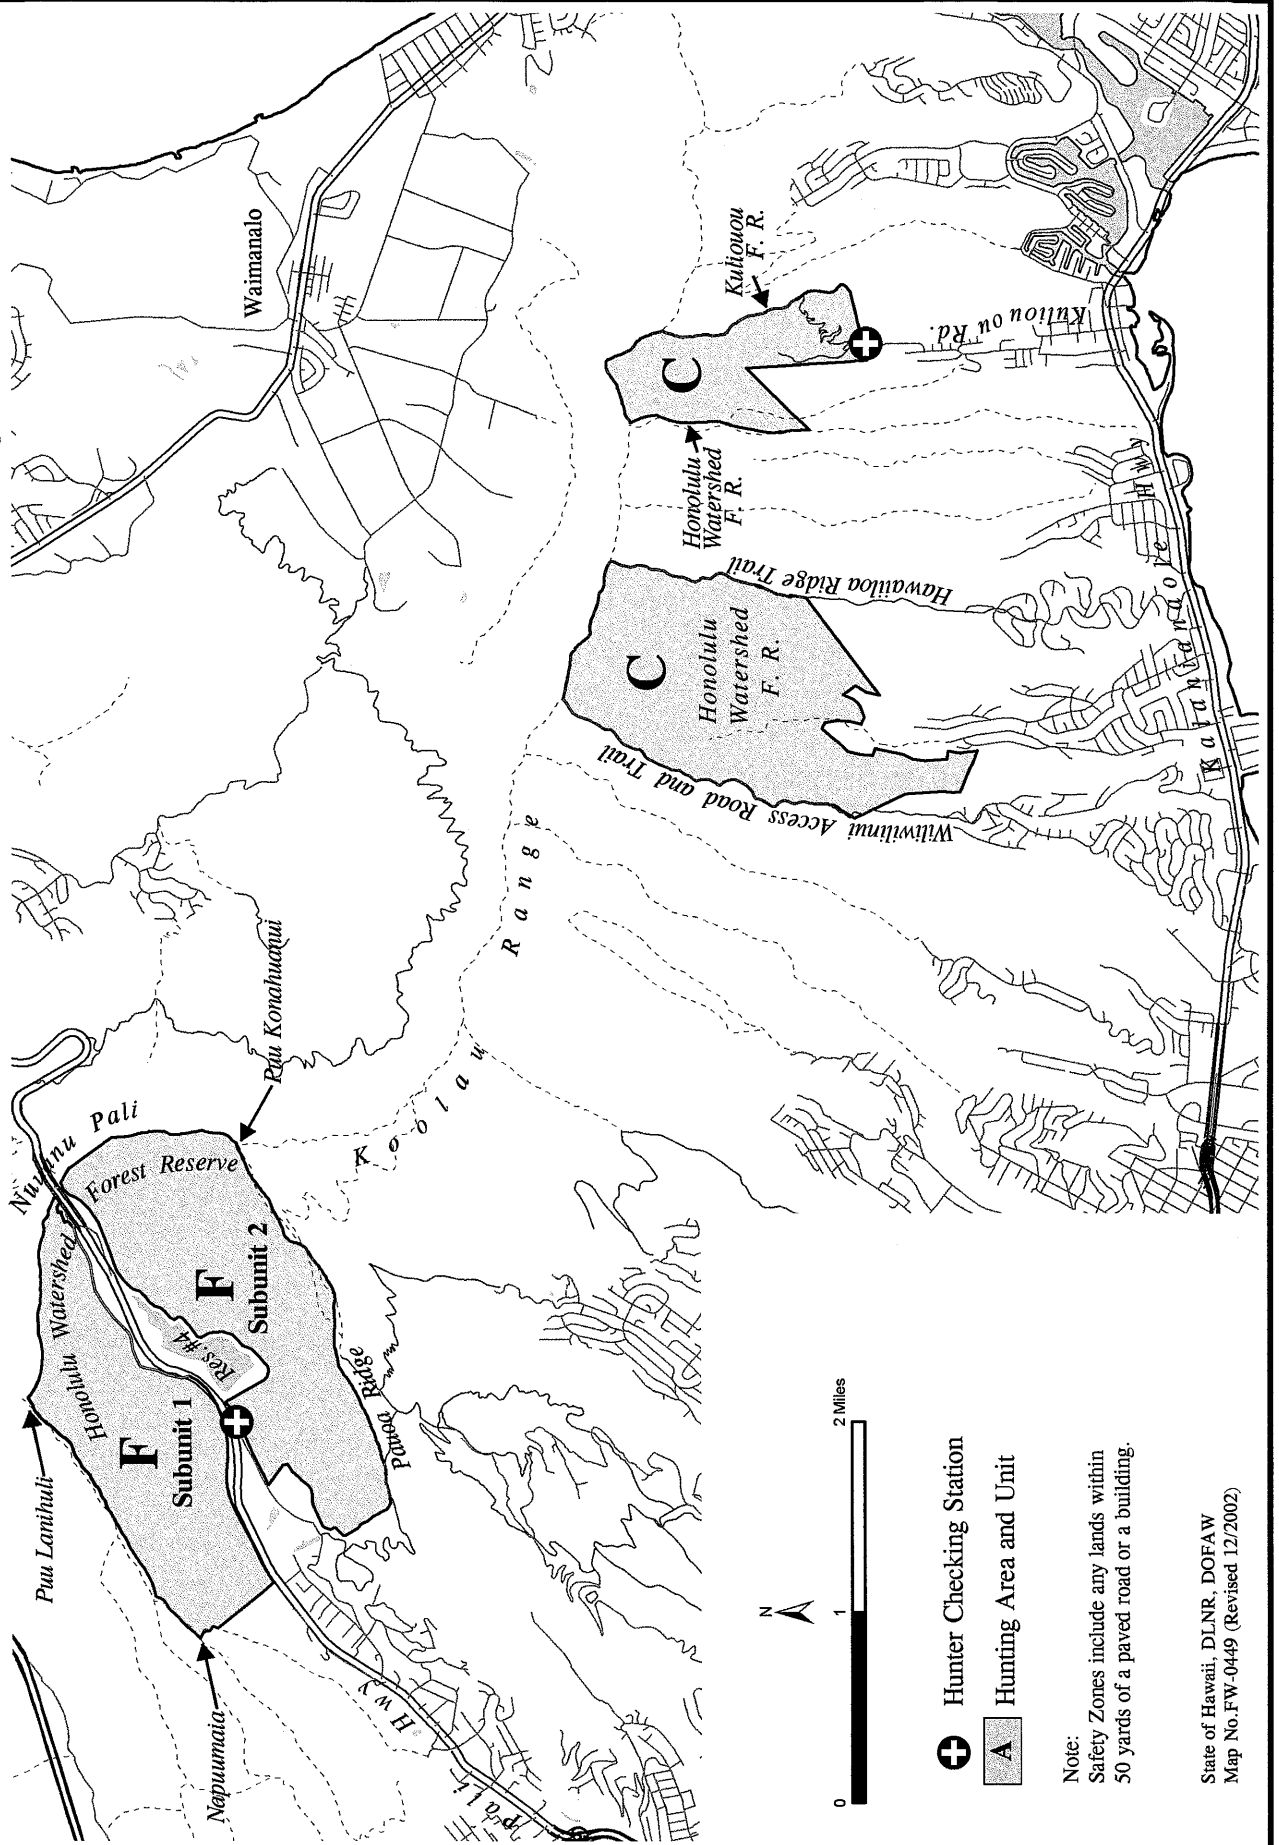 Puu Lanihuli
Napuumaia
Honolulu Watershed
Forest Reserve
Nuuanu Pali
F
Subunit 1
F
Subunit 2
Res. #4
Puu Konahuanui
Pauoa Ridge
Pali Hwy
Koolau Range
Waimanalo
C
Honolulu
Watershed
F. R.
Wiliwilinui Access Road and Trail
Hawaiiloa Ridge Trail
C
Honolulu
Watershed
F. R.
Kuliouou
F. R.
Kuliou ou Rd.
Kalanianaole Hwy
N
0
1
2 Miles
Hunter Checking Station
A
Hunting Area and Unit
Note:
Safety Zones include any lands within
50 yards of a paved road or a building.
State of Hawaii, DLNR, DOFAW
Map No.FW-0449 (Revised 12/2002)